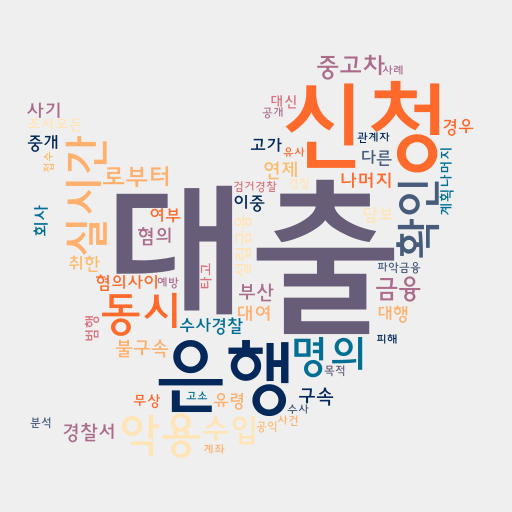 중고차
사례
사기
대신
공개
신청
관계자
경우
중개
고가
유사
다른
계획나머지
실시간
로부터
연제
나머지
검거경찰
이중
확인
담보
회사
여부
혐의
대출
취한
혐의사이
예방
타고
부산
파악금융
금융
동시
대여
대행
범행
수사경찰
불구속
은행
명의
피해
목적
구속
무상
고소
유령
수사
분석
경찰서
악용
수입
공익
사건
계좌